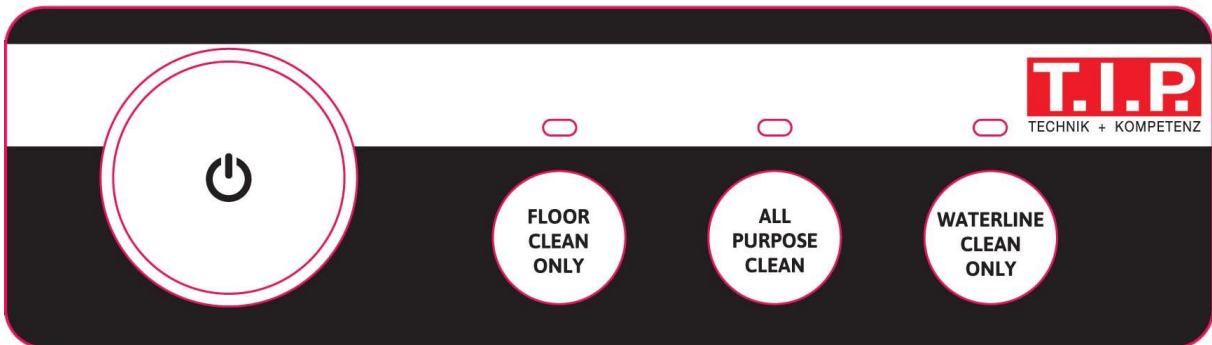 T.I.P.
TECHNIK + KOMPETENZ
FLOOR
CLEAN
ONLY
ALL
PURPOSE
CLEAN
WATERLINE
CLEAN
ONLY